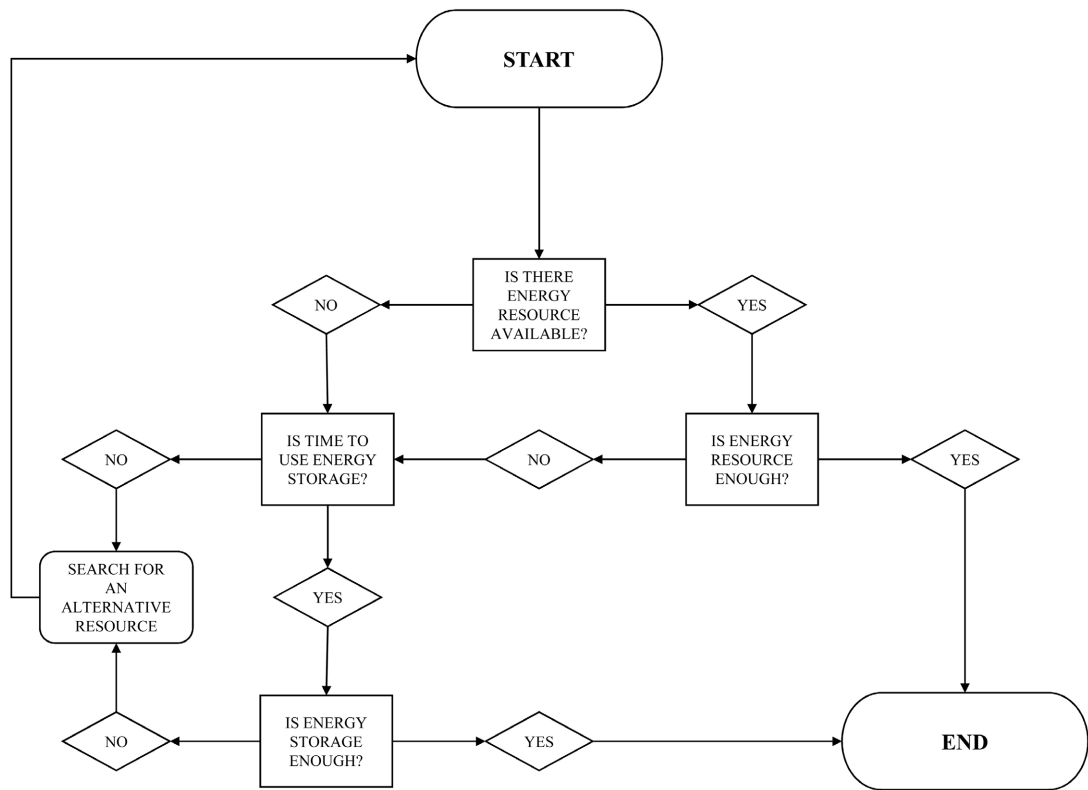 START
IS THERE
ENERGY
RESOURCE
AVAILABLE?
NO
YES
IS TIME TO
USE ENERGY
STORAGE?
NO
NO
IS ENERGY
RESOURCE
ENOUGH?
YES
SEARCH FOR
AN
ALTERNATIVE
RESOURCE
YES
NO
IS ENERGY
STORAGE
ENOUGH?
YES
END